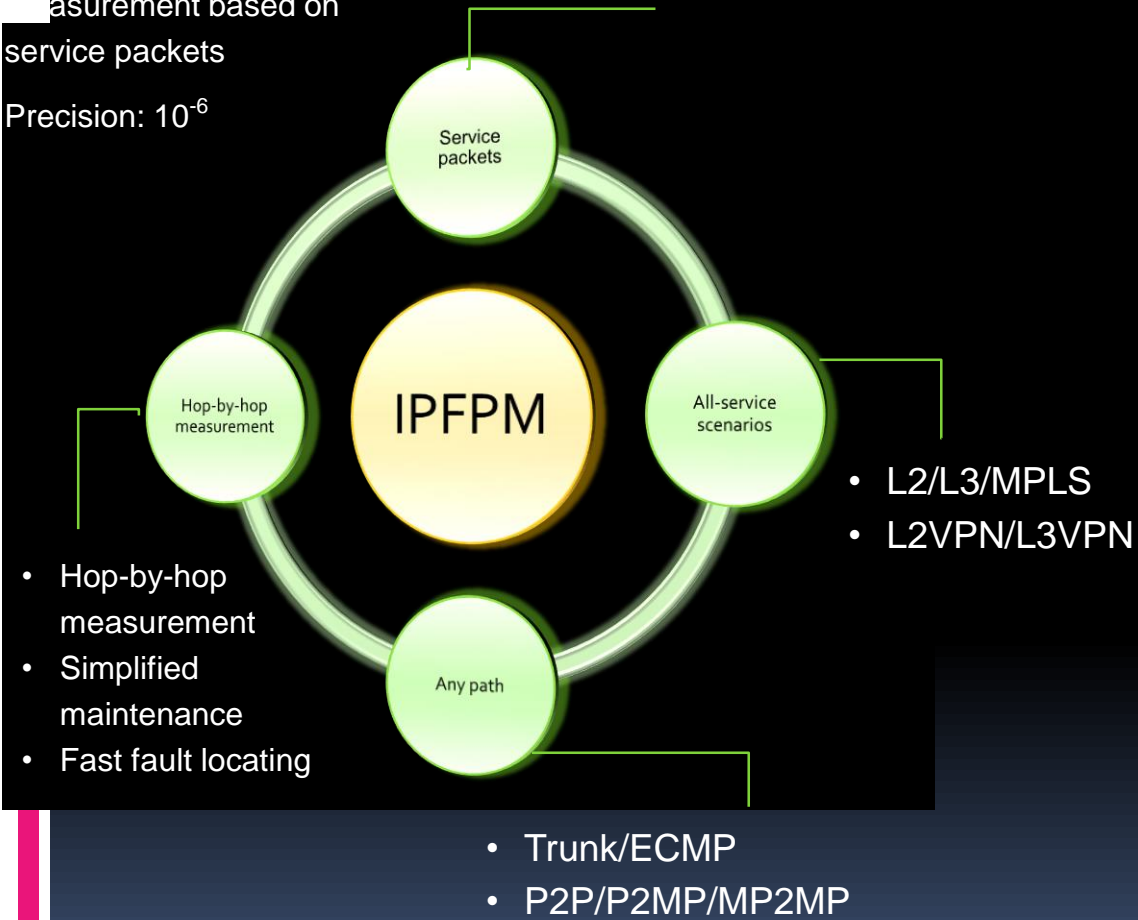 asurement based on
service packets
Precision: 10⁻⁶
Service
packets
Hop-by-hop
measurement
IPFPM
All-service
scenarios
• L2/L3/MPLS
• L2VPN/L3VPN
• Hop-by-hop
measurement
• Simplified
maintenance
• Fast fault locating
Any path
• Trunk/ECMP
• P2P/P2MP/MP2MP